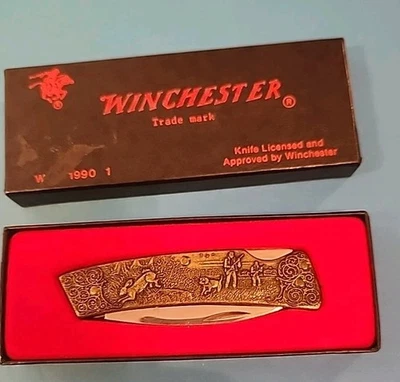 WINCHESTER®
Trade mark
Knife Licensed and
Approved by Winchester
W 1990 1
®